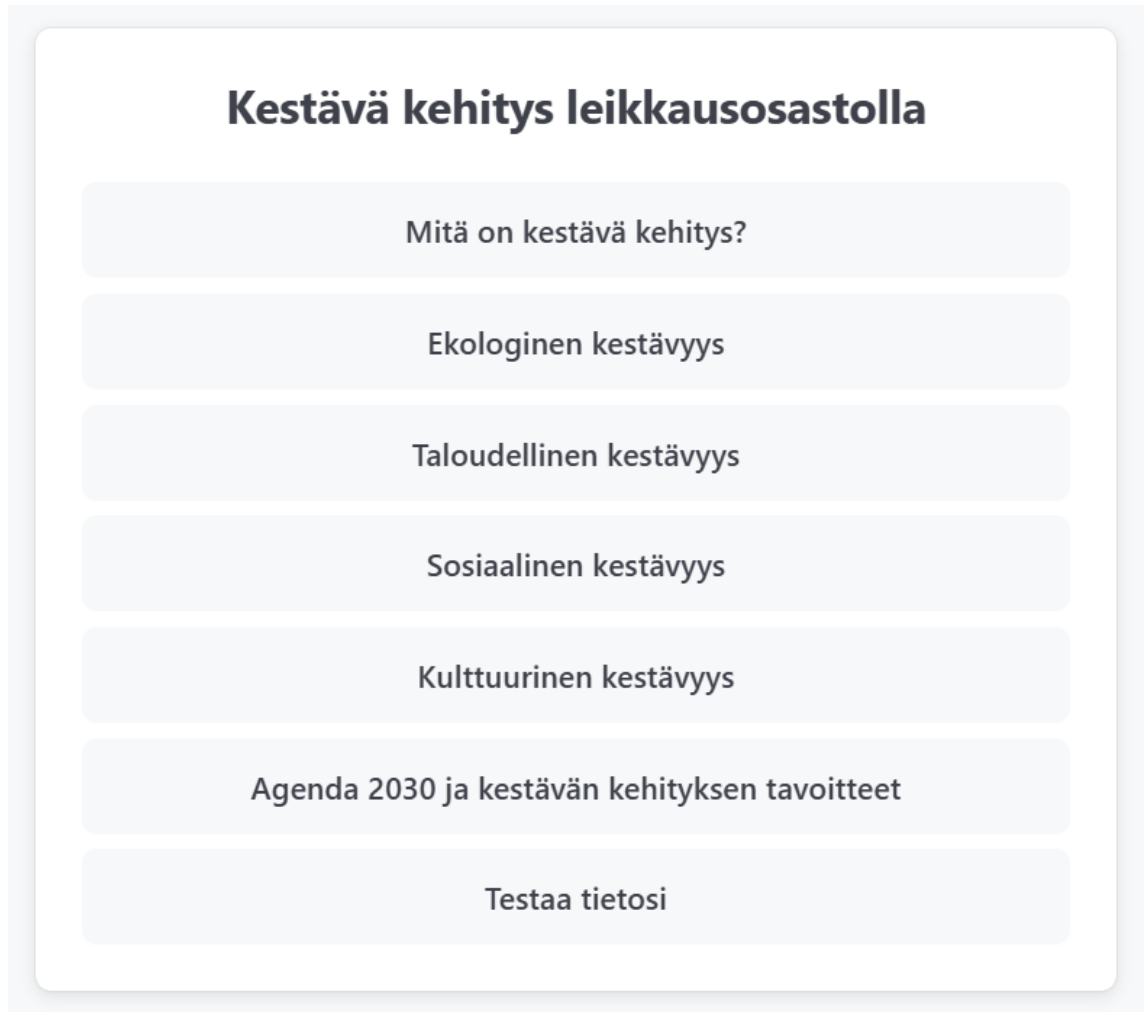 Kestävä kehitys leikkausosastolla
Mitä on kestävä kehitys?
Ekologinen kestävyys
Taloudellinen kestävyys
Sosiaalinen kestävyys
Kulttuurinen kestävyys
Agenda 2030 ja kestävän kehityksen tavoitteet
Testaa tietosi